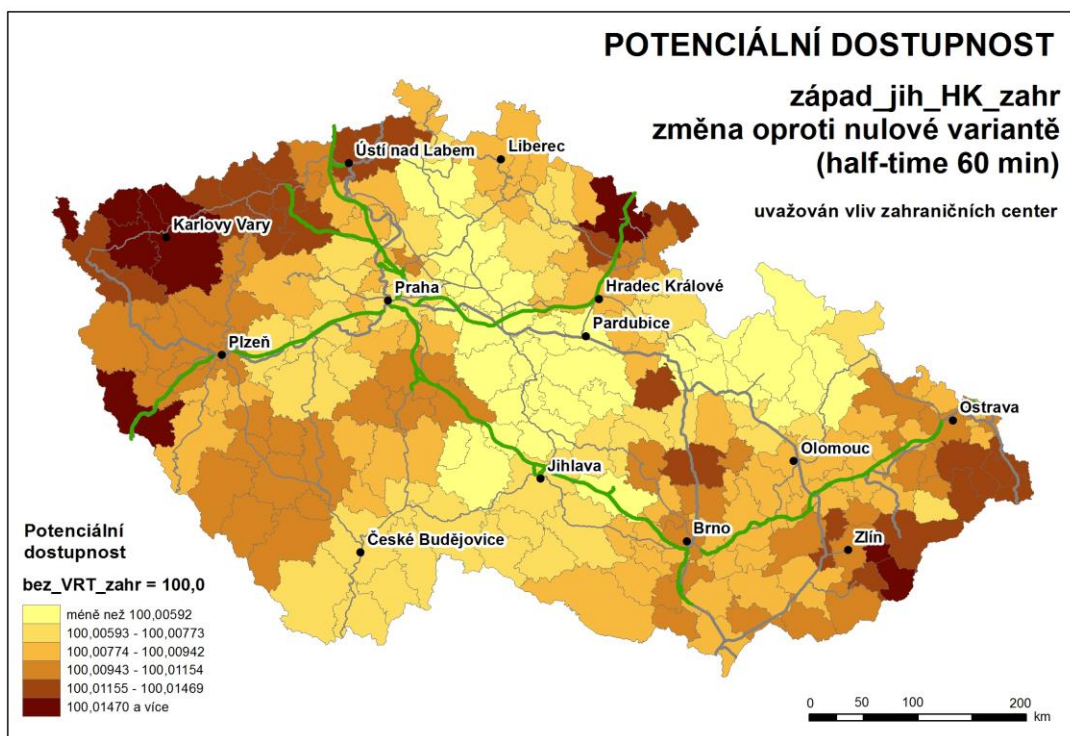 POTENCIÁLNÍ DOSTUPNOST
západ_jih_HK_zahr
změna oproti nulové variantě
(half-time 60 min)
uvažován vliv zahraničních center
Ústí nad Labem
Liberec
Karlovy Vary
Praha
Hradec Králové
Pardubice
Plzeň
Ostrava
Olomouc
Jihlava
Brno
Zlín
České Budějovice
Potenciální
dostupnost
bez_VRT_zahr = 100,0
méně než 100,00592
100,00593 - 100,00773
100,00774 - 100,00942
100,00943 - 100,01154
100,01155 - 100,01469
100,01470 a více
0 50 100 200
km